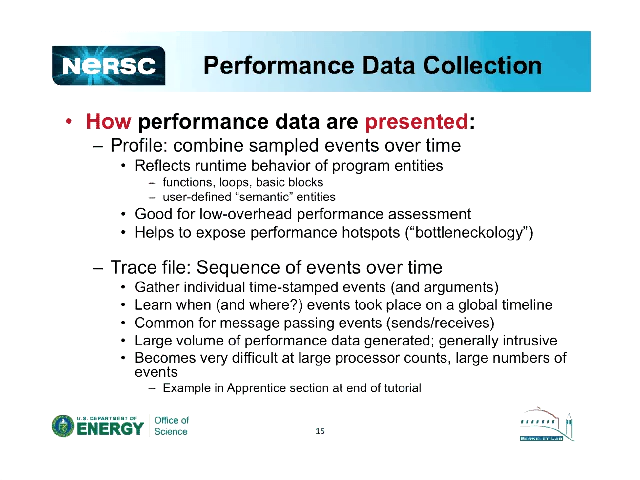 NERSC
Performance Data Collection
• How performance data are presented:
– Profile: combine sampled events over time
• Reflects runtime behavior of program entities
– functions, loops, basic blocks
– user-defined “semantic” entities
• Good for low-overhead performance assessment
• Helps to expose performance hotspots (“bottleneckology”)
– Trace file: Sequence of events over time
• Gather individual time-stamped events (and arguments)
• Learn when (and where?) events took place on a global timeline
• Common for message passing events (sends/receives)
• Large volume of performance data generated; generally intrusive
• Becomes very difficult at large processor counts, large numbers of
events
– Example in Apprentice section at end of tutorial
U.S. DEPARTMENT OF
ENERGY
Office of
Science
15
BERKELEY LAB